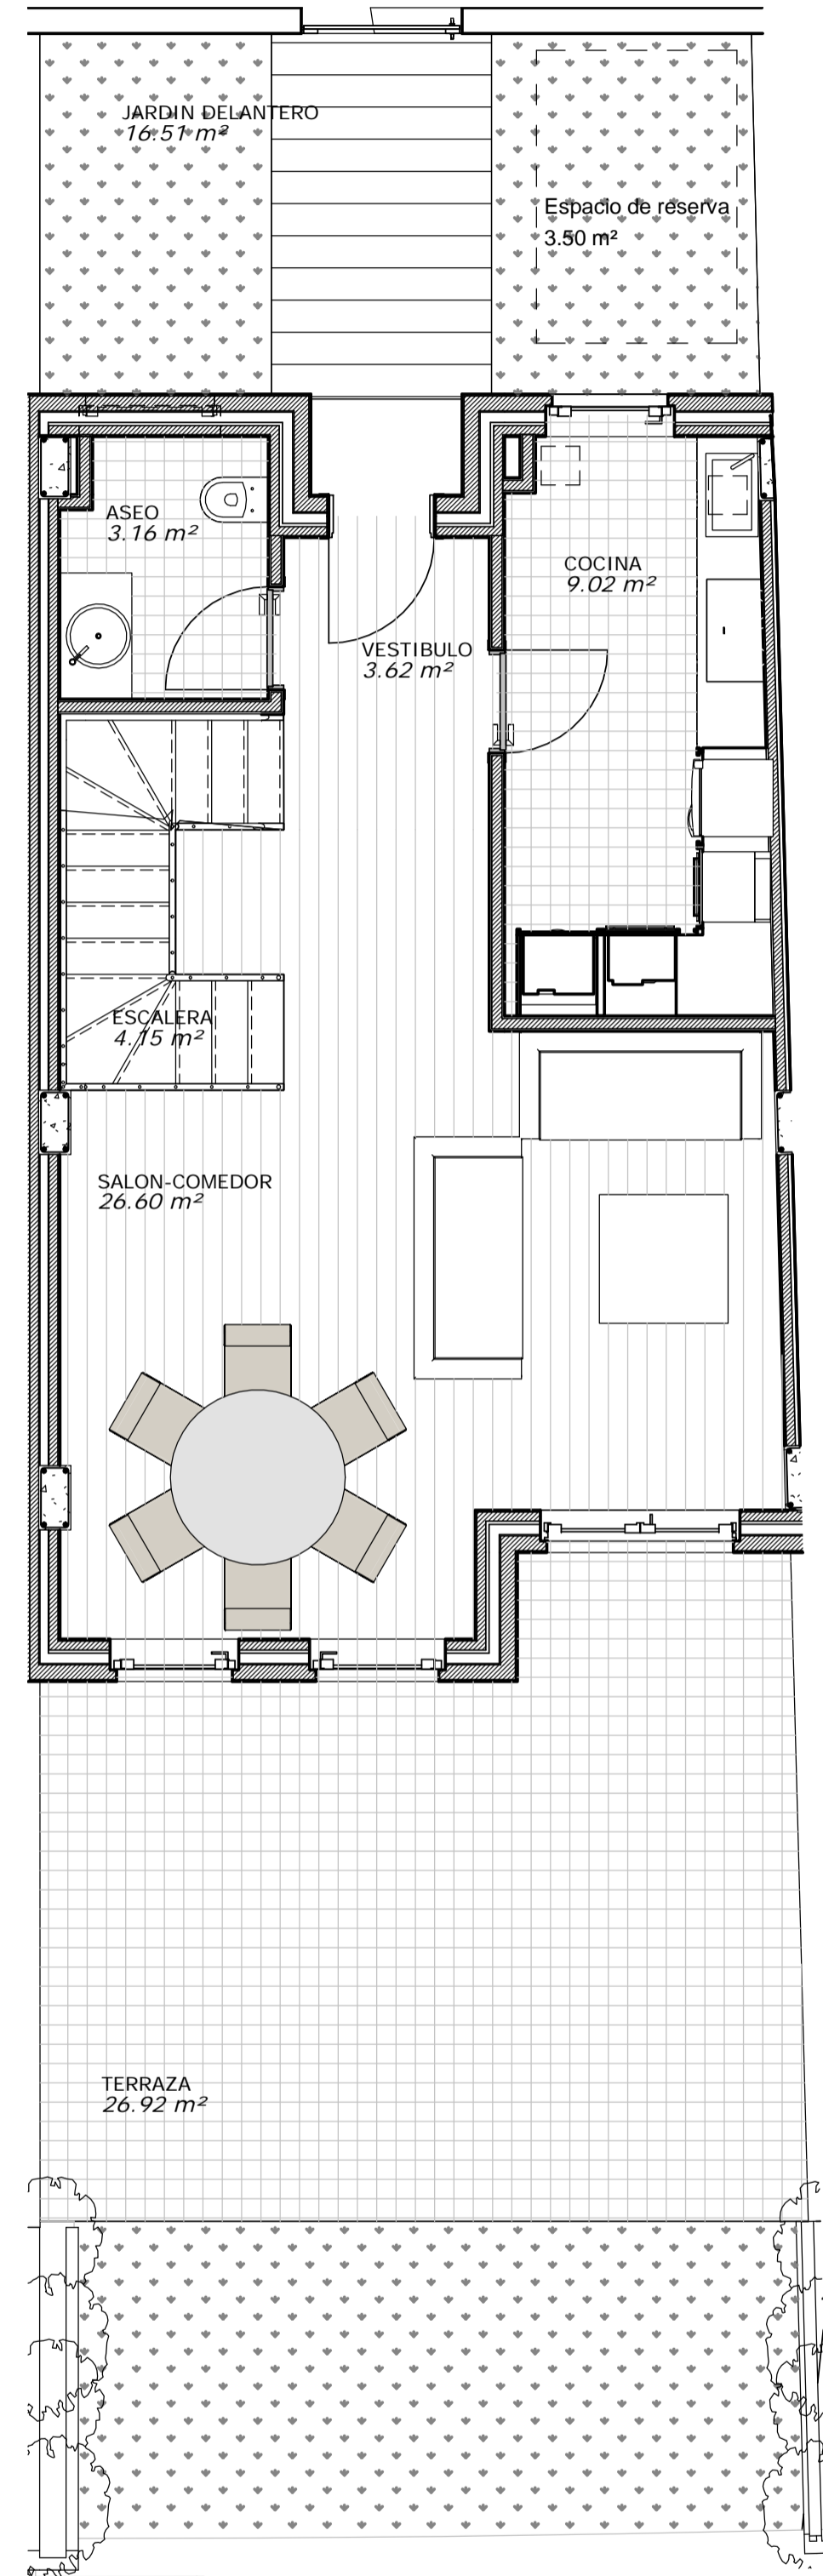 JARDIN DELANTERO
16.51 m²
Espacio de reserva
3.50 m²
ASEO
3.16 m²
COCINA
9.02 m²
VESTIBULO
3.62 m²
ESCALERA
4.15 m²
SALON-COMEDOR
26.60 m²
TERRAZA
26.92 m²